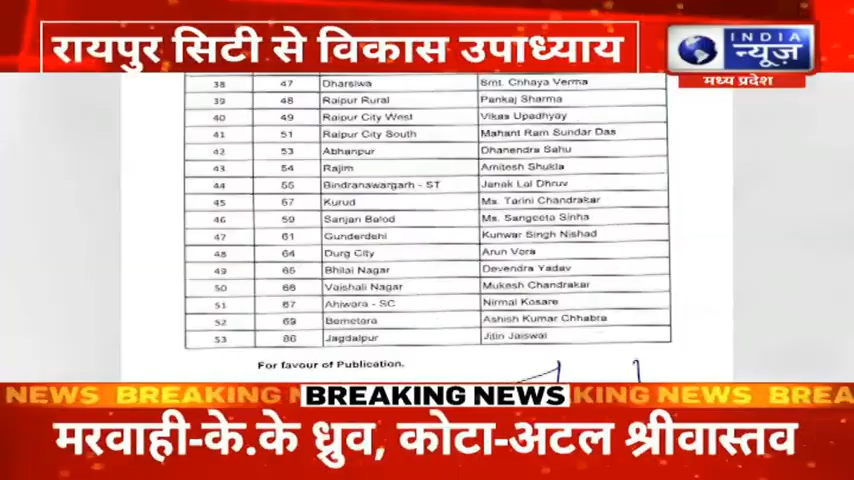 रायपुर सिटी से विकास उपाध्याय
INDIA
न्यूज़
मध्य प्रदेश
38 47 Dharsiwa Smt. Chhaya Verma
39 48 Raipur Rural Pankaj Sharma
40 49 Raipur City West Vikas Upadhyay
41 51 Raipur City South Mahant Ram Sundar Das
42 53 Abhanpur Dhanendra Sahu
43 54 Rajim Amitesh Shukla
44 55 Bindranawargarh - ST Janak Lal Dhruv
45 57 Kurud Ms. Tarini Chandrakar
46 59 Sanjari Balod Ms. Sangeeta Sinha
47 61 Gunderdehi Kunwar Singh Nishad
48 64 Durg City Arun Vora
49 65 Bhilai Nagar Devendra Yadav
50 66 Vaishali Nagar Mukesh Chandrakar
51 67 Ahiwara - SC Nirmal Kosare
52 69 Bemetara Ashish Kumar Chhabra
53 86 Jagdalpur Jitin Jaiswal
For favour of Publication.
NEWS BREAKING NEWS BREAKING NEWS KING NEWS BREA
मरवाही-के.के ध्रुव, कोटा-अटल श्रीवास्तव